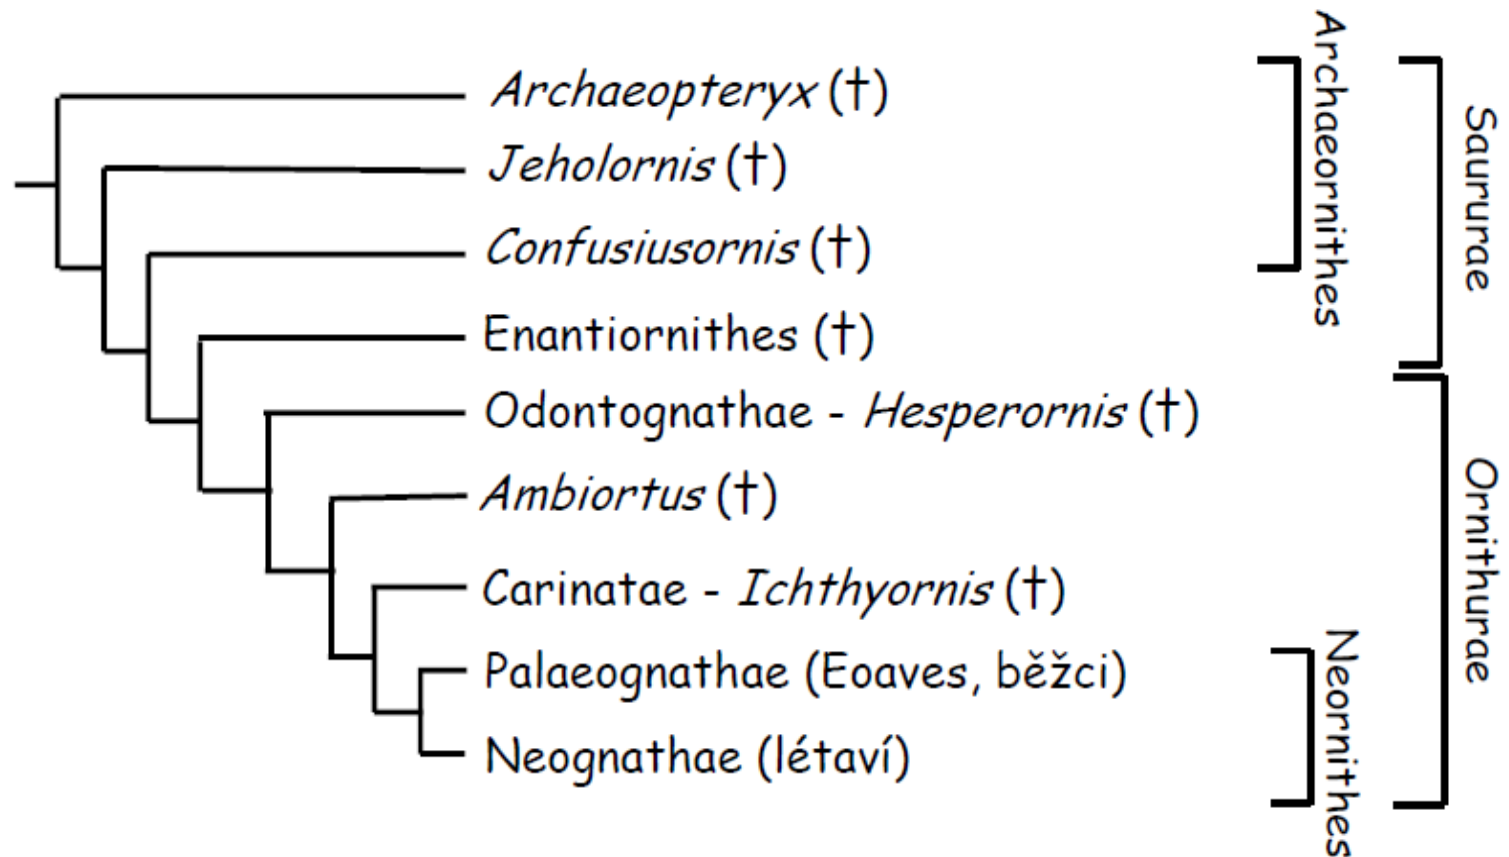 Archaeopteryx (†)
Jeholornis (†)
Confusiusornis (†)
Enantiornithes (†)
Odontognathae - Hesperornis (†)
Ambiortus (†)
Carinatae - Ichthyornis (†)
Palaeognathae (Eoaves, běžci)
Neognathae (létaví)
Archaeornithes
Saururae
Neornithes
Ornithurae